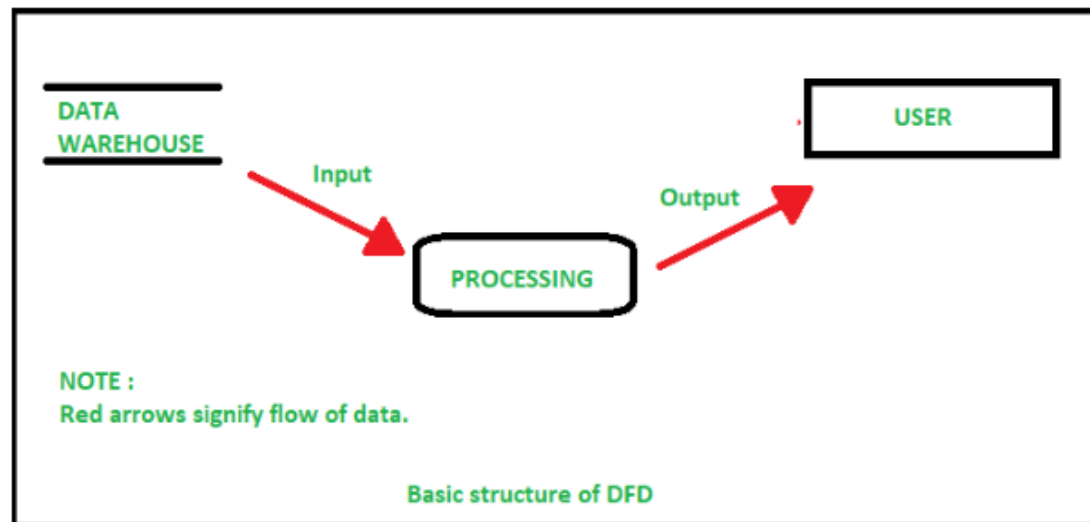 DATA
WAREHOUSE
USER
Input
Output
PROCESSING
NOTE :
Red arrows signify flow of data.
Basic structure of DFD